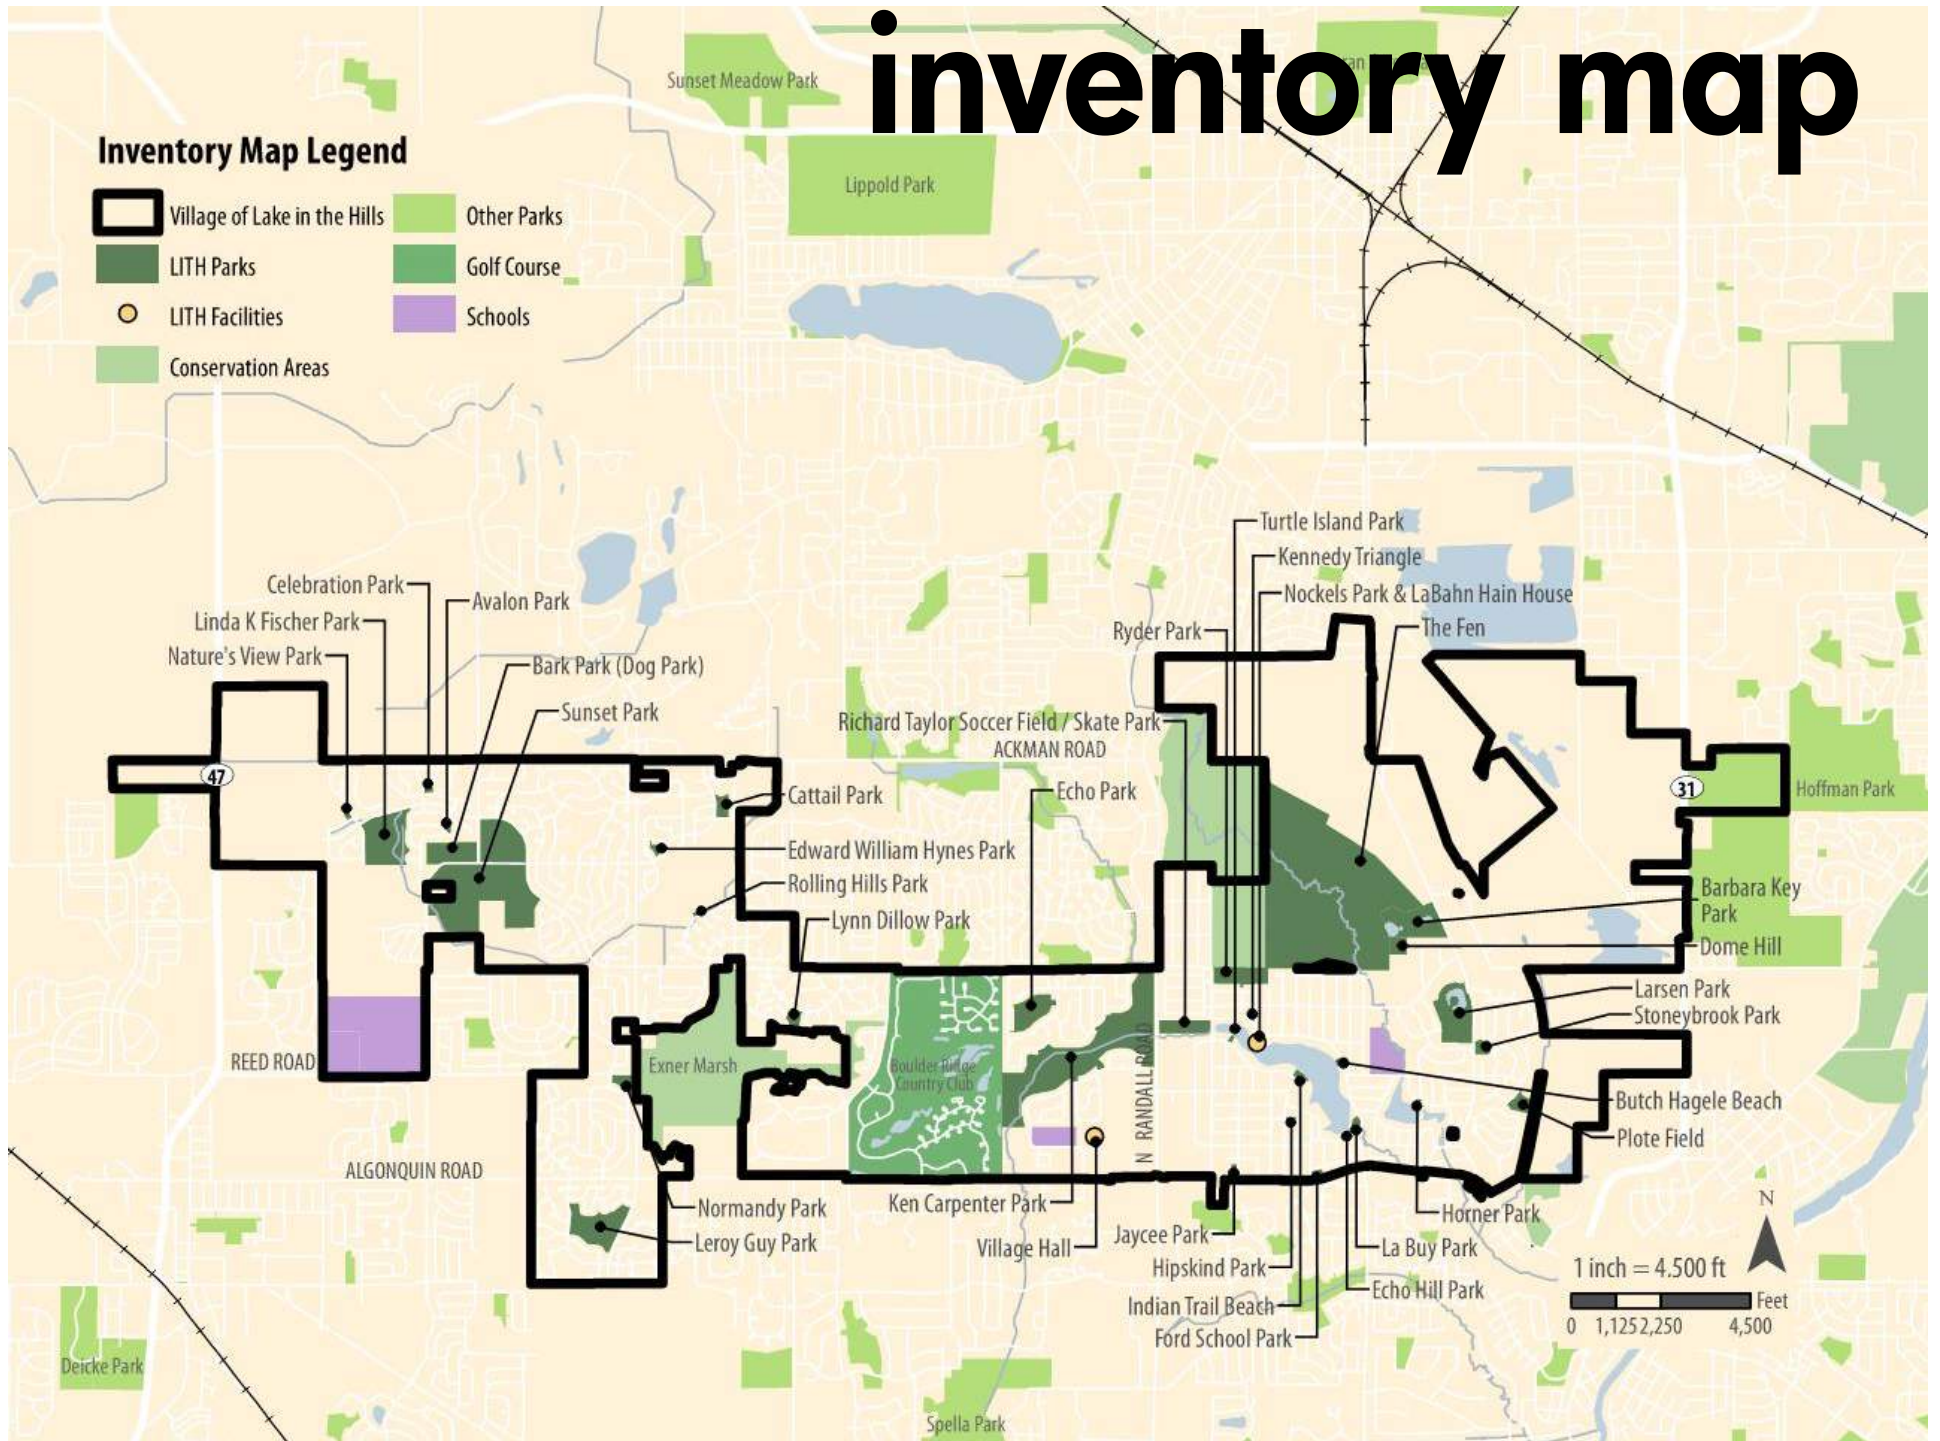 inventory map
Sunset Meadow Park
Lippold Park
Inventory Map Legend
Village of Lake in the Hills
Other Parks
LITH Parks
Golf Course
LITH Facilities
Schools
Conservation Areas
Turtle Island Park
Kennedy Triangle
Nockels Park & LaBahn Hain House
The Fen
Ryder Park
Celebration Park
Avalon Park
Linda K Fischer Park
Nature's View Park
Bark Park (Dog Park)
Sunset Park
Richard Taylor Soccer Field / Skate Park
ACKMAN ROAD
47
31
Hoffman Park
Cattail Park
Echo Park
Edward William Hynes Park
Rolling Hills Park
Lynn Dillow Park
Barbara Key
Park
Dome Hill
Larsen Park
Stoneybrook Park
REED ROAD
Exner Marsh
Boulder Ridge
Country Club
N RANDALL ROAD
Butch Hagele Beach
Plote Field
ALGONQUIN ROAD
Normandy Park
Leroy Guy Park
Ken Carpenter Park
Village Hall
Jaycee Park
Hipskind Park
Indian Trail Beach
Ford School Park
Horner Park
La Buy Park
Echo Hill Park
N
1 inch = 4.500 ft
Feet
0 1,125 2,250 4,500
Deicke Park
Spella Park